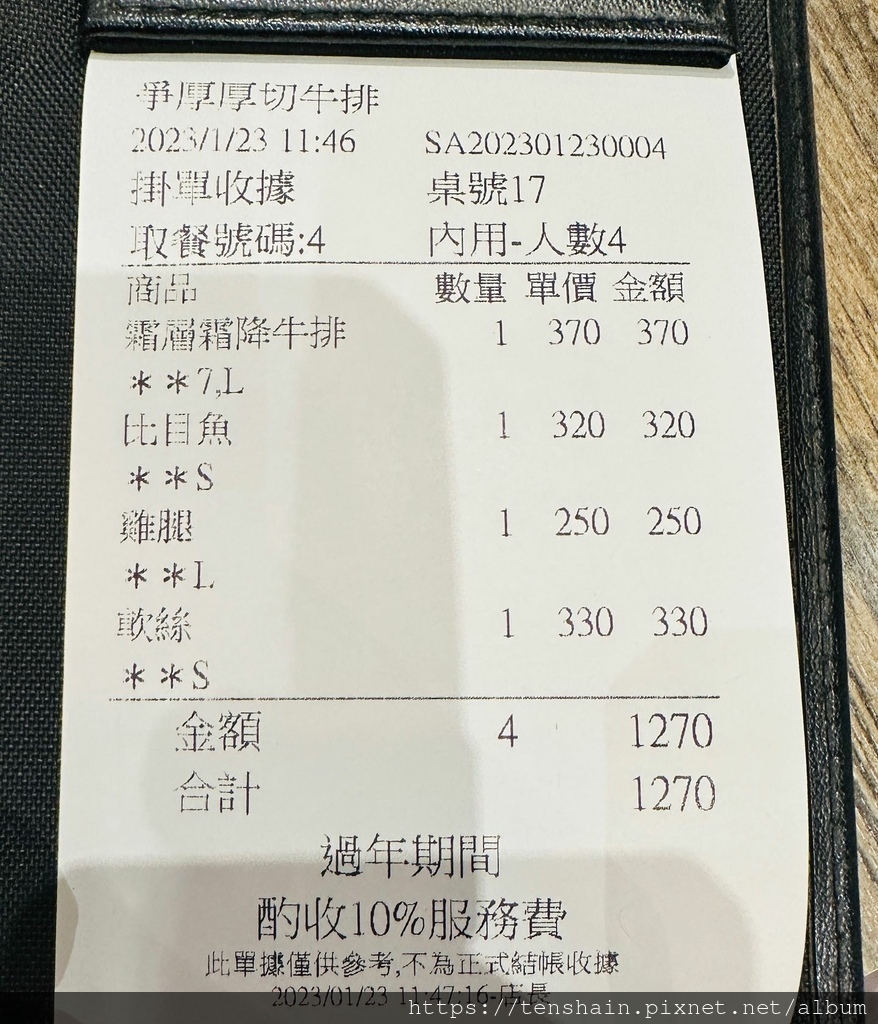 爭厚厚切牛排
2023/1/23 11:46 SA202301230004
掛單收據 桌號17
取餐號碼:4 內用-人數4
商品 數量 單價 金額
霜層霜降牛排 1 370 370
＊＊7,L
比目魚 1 320 320
＊＊S
雞腿 1 250 250
＊＊L
軟絲 1 330 330
＊＊S
金額 4 1270
合計 1270
過年期間
酌收10%服務費
此單據僅供參考,不為正式結帳收據
2023/01/23 11:47:16-店長
https://tenshain.pixnet.net/album